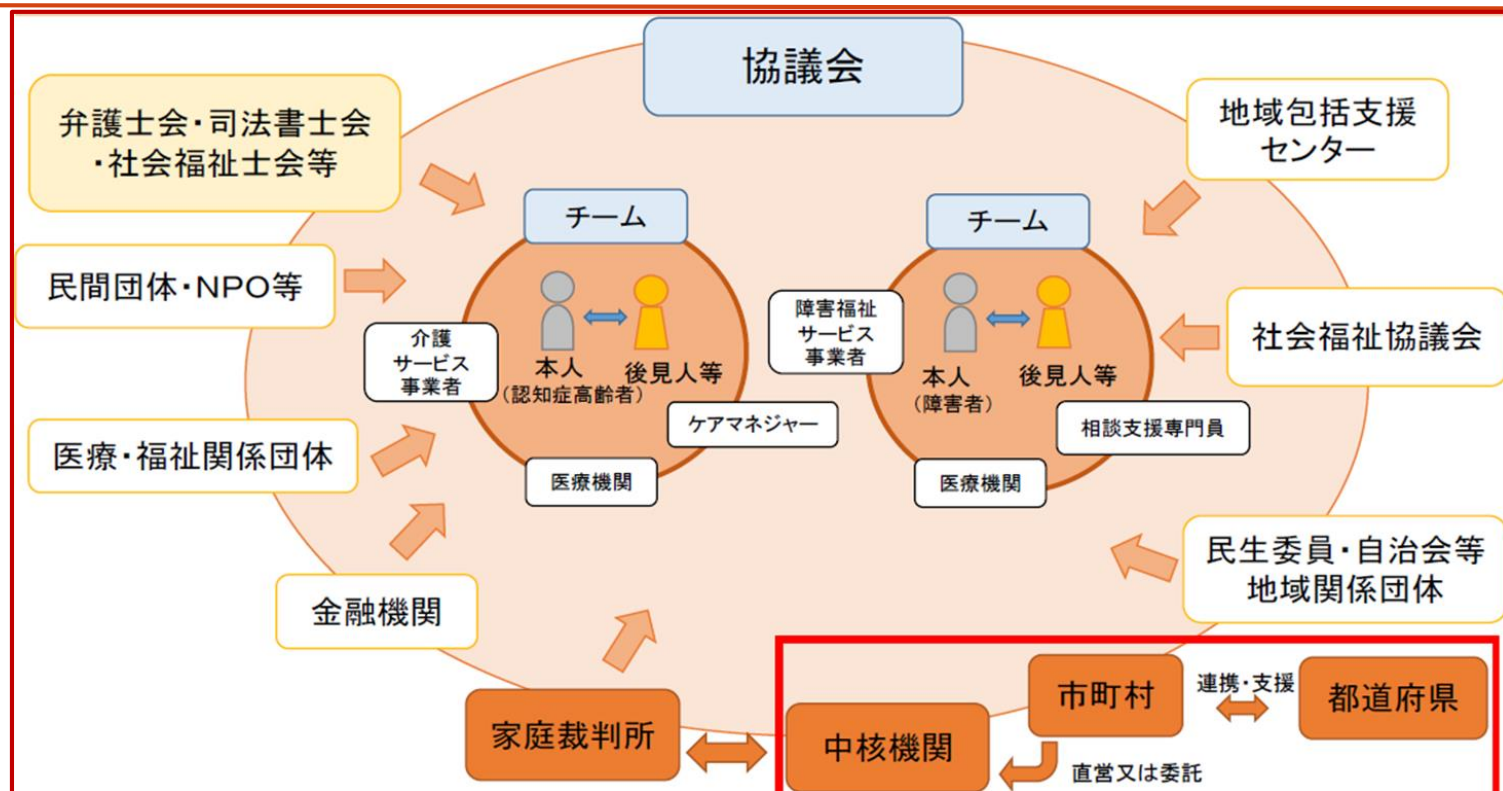 協議会
弁護士会・司法書士会
・社会福祉士会等
地域包括支援
センター
チーム
チーム
民間団体・NPO等
介護
サービス
事業者
本人
(認知症高齢者)
後見人等
ケアマネジャー
医療機関
障害福祉
サービス
事業者
本人
(障害者)
後見人等
相談支援専門員
医療機関
社会福祉協議会
医療・福祉関係団体
金融機関
民生委員・自治会等
地域関係団体
家庭裁判所
中核機関
市町村
連携・支援
都道府県
直営又は委託